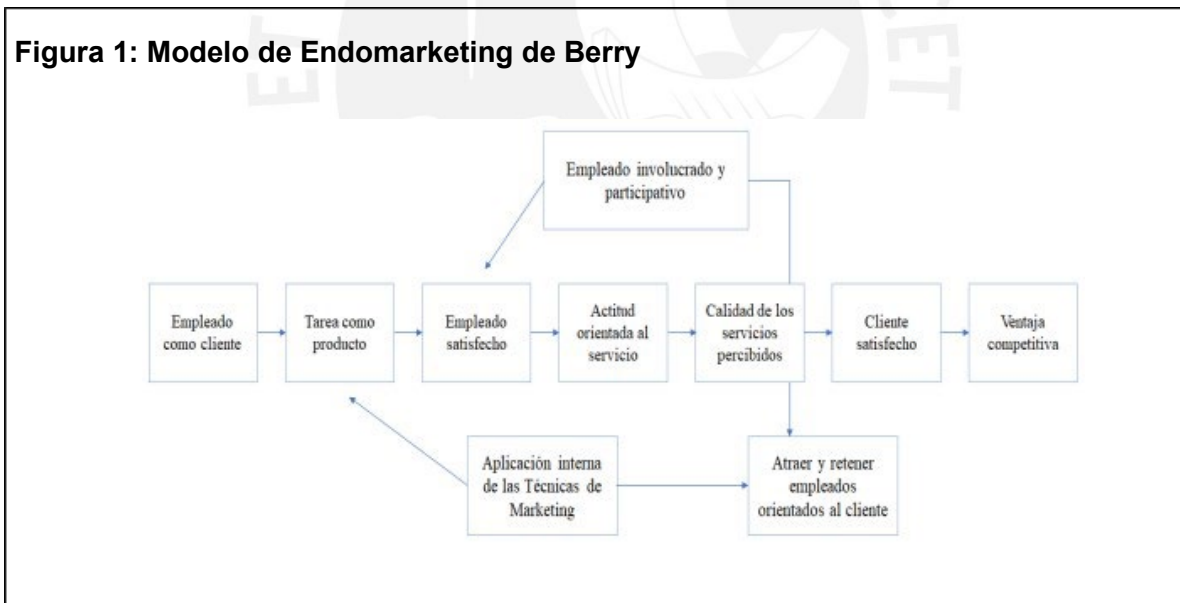 Figura 1: Modelo de Endomarketing de Berry
Empleado involucrado y
participativo
Empleado
como cliente
Tarea como
producto
Empleado
satisfecho
Actitud
orientada al
servicio
Calidad de los
servicios
percibidos
Cliente
satisfecho
Ventaja
competitiva
Aplicación interna
de las Técnicas de
Marketing
Atraer y retener
empleados
orientados al cliente
ET
CET